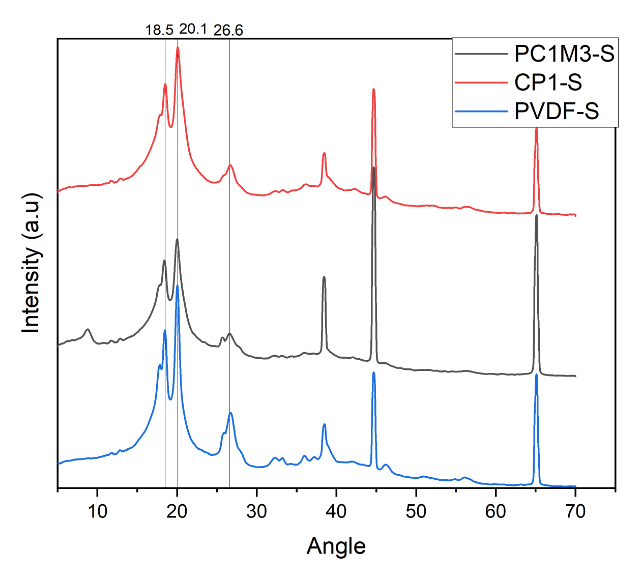 18.5 20.1 26.6
PC1M3-S
CP1-S
PVDF-S
Intensity (a.u)
10 20 30 40 50 60 70
Angle